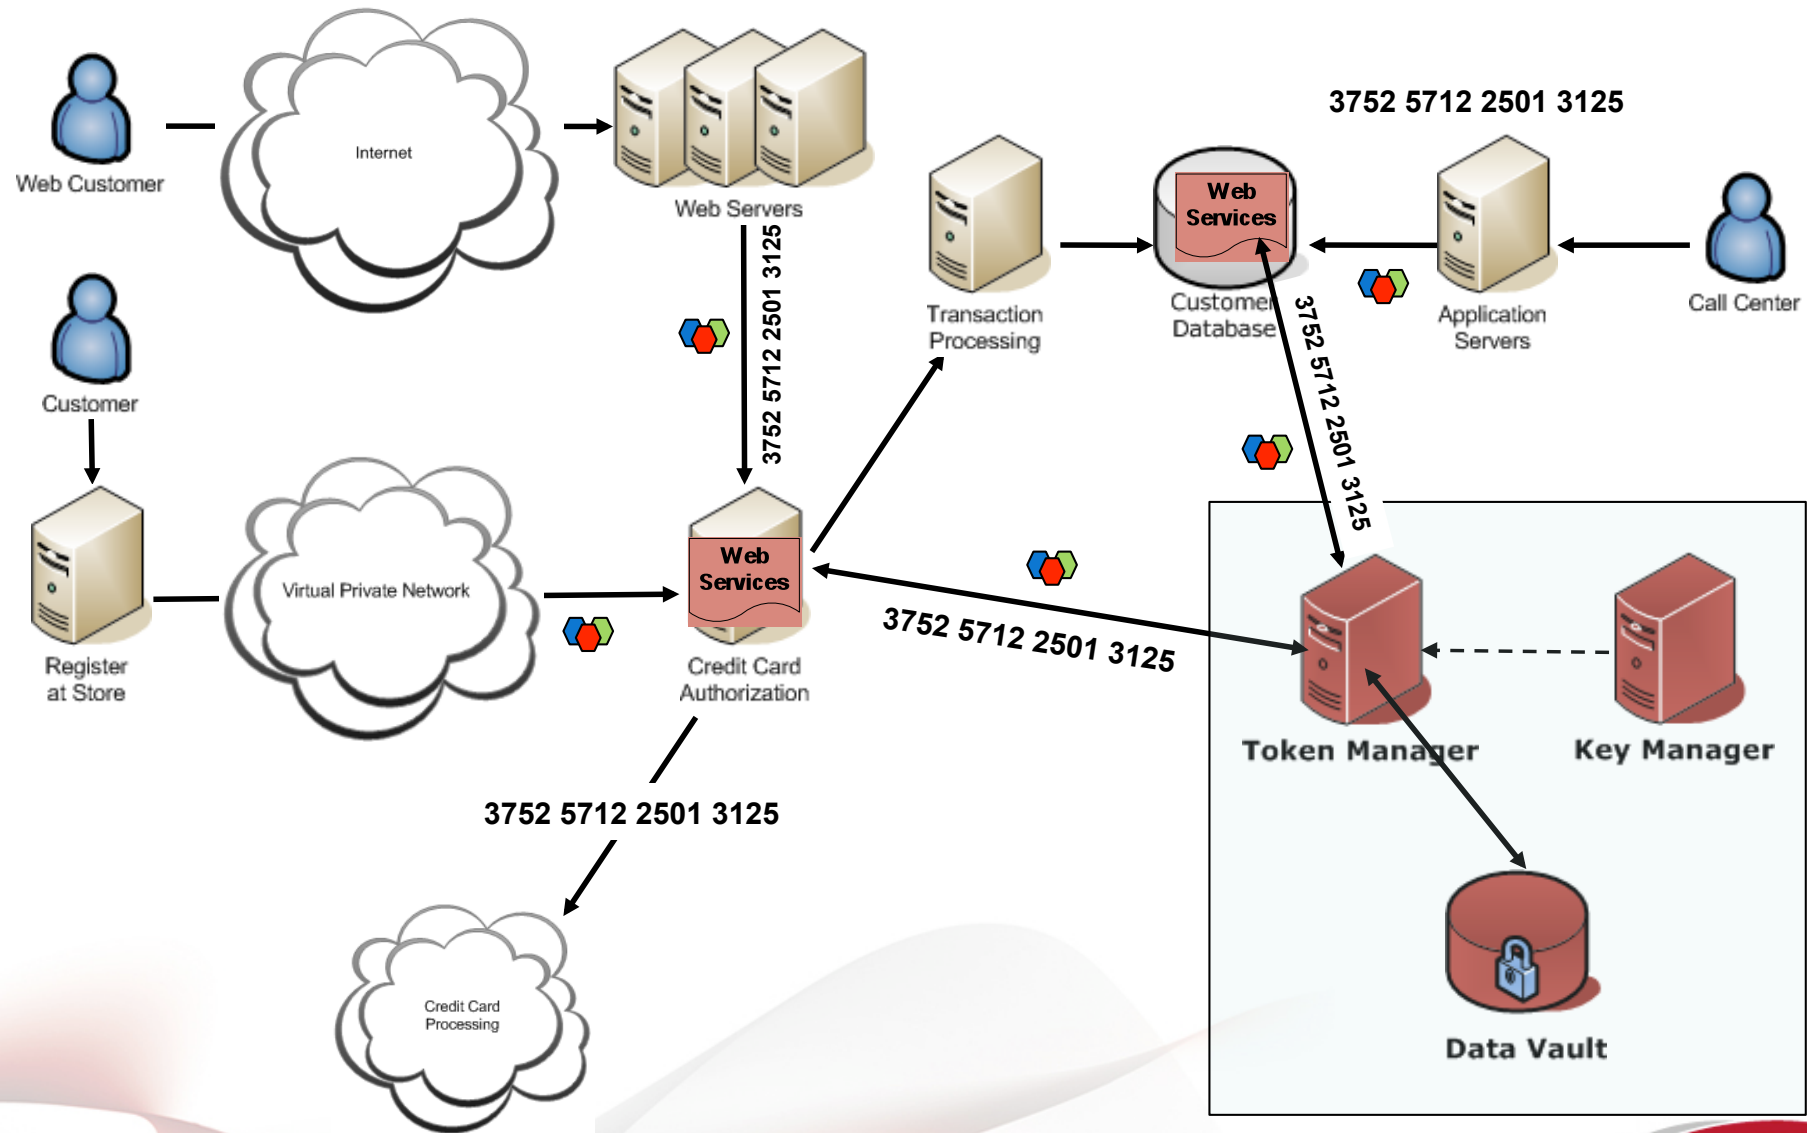 3752 5712 2501 3125
Internet
Web Customer
Web Servers
Web
Services
3752 5712 2501 3125
Customer
Database
Transaction
Processing
Application
Servers
Call Center
3752 5712 2501 3125
Customer
Virtual Private Network
Web
Services
Register
at Store
Credit Card
Authorization
3752 5712 2501 3125
Token Manager
Key Manager
3752 5712 2501 3125
Credit Card
Processing
Data Vault